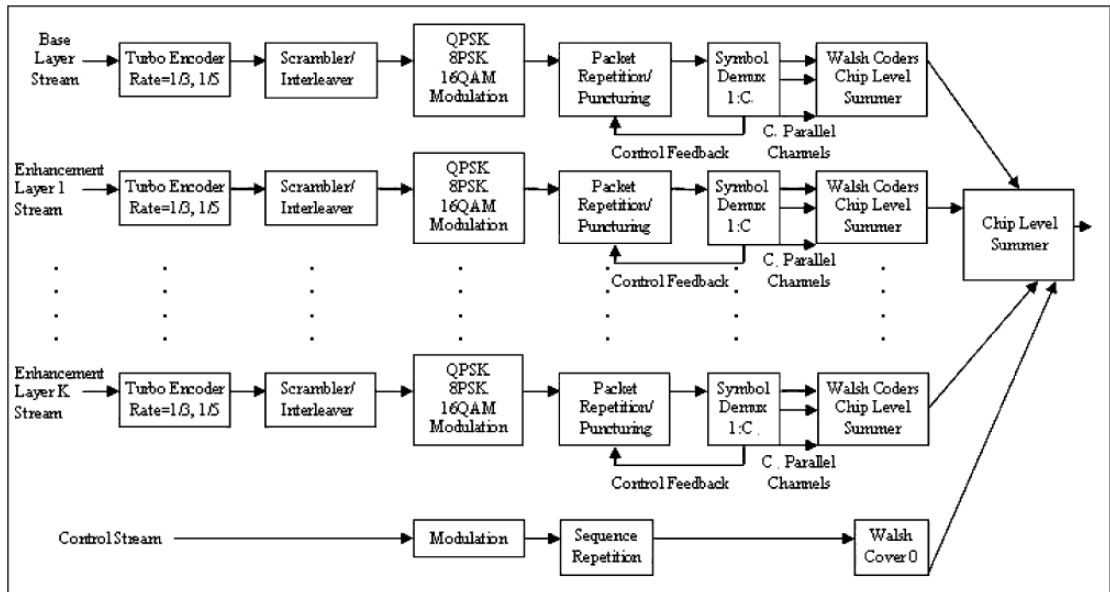 Base
Layer
Stream
Turbo Encoder
Rate=1/3, 1/5
Scrambler/
Interleaver
QPSK
8PSK
16QAM
Modulation
Packet
Repetition/
Puncturing
Symbol
Demux
1:C.
Walsh Coders
Chip Level
Summer
Control Feedback
C. Parallel
Channels
Enhancement
Layer 1
Stream
Turbo Encoder
Rate=1/3, 1/5
Scrambler/
Interleaver
QPSK
8PSK
16QAM
Modulation
Packet
Repetition/
Puncturing
Symbol
Demux
1:C
Walsh Coders
Chip Level
Summer
Control Feedback
C . Parallel
Channels
Chip Level
Summer
Enhancement
Layer K
Stream
Turbo Encoder
Rate=1/3, 1/5
Scrambler/
Interleaver
QPSK
8PSK
16QAM
Modulation
Packet
Repetition/
Puncturing
Symbol
Demux
1:C .
Walsh Coders
Chip Level
Summer
Control Feedback
C . Parallel
Channels
Control Stream
Modulation
Sequence
Repetition
Walsh
Cover 0